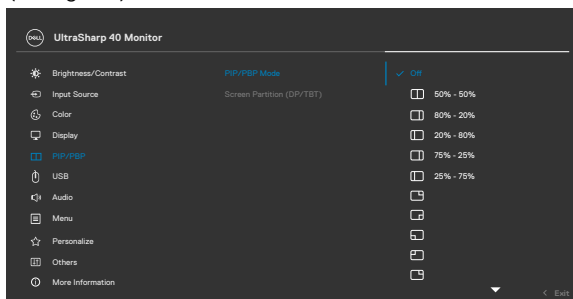 DELL UltraSharp 40 Monitor
Brightness/Contrast PIP/PBP Mode Off
Input Source Screen Partition (DP/TBT) 50% - 50%
Color 80% - 20%
Display 20% - 80%
PIP/PBP 75% - 25%
USB 25% - 75%
Audio
Menu
Personalize
Others
More Information
Exit